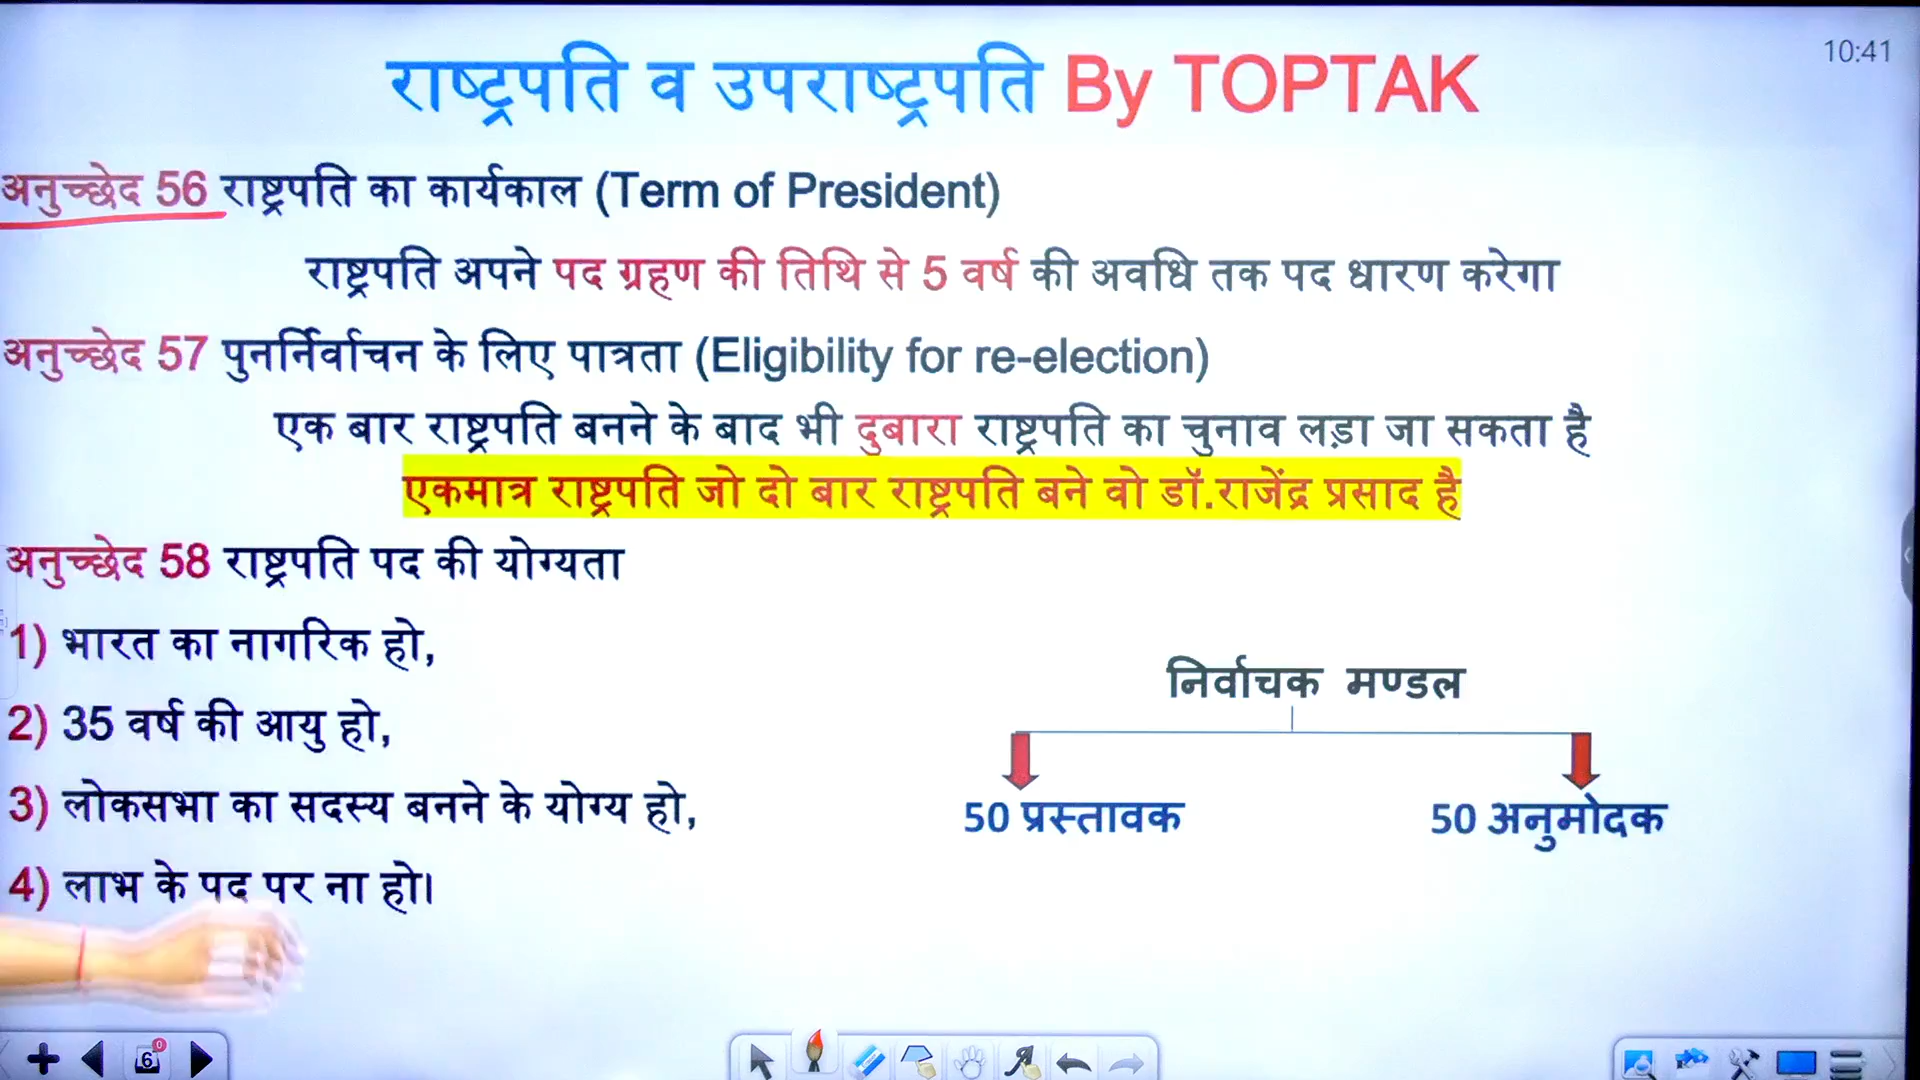 10:41
राष्ट्रपति व उपराष्ट्रपति By TOPTAK
अनुच्छेद 56 राष्ट्रपति का कार्यकाल (Term of President)
राष्ट्रपति अपने पद ग्रहण की तिथि से 5 वर्ष की अवधि तक पद धारण करेगा
अनुच्छेद 57 पुनर्निर्वाचन के लिए पात्रता (Eligibility for re-election)
एक बार राष्ट्रपति बनने के बाद भी दुबारा राष्ट्रपति का चुनाव लड़ा जा सकता है
एकमात्र राष्ट्रपति जो दो बार राष्ट्रपति बने वो डॉ.राजेंद्र प्रसाद है
अनुच्छेद 58 राष्ट्रपति पद की योग्यता
1) भारत का नागरिक हो,
2) 35 वर्ष की आयु हो,
3) लोकसभा का सदस्य बनने के योग्य हो,
4) लाभ के पद पर ना हो।
निर्वाचक मण्डल
50 प्रस्तावक
50 अनुमोदक
6
0